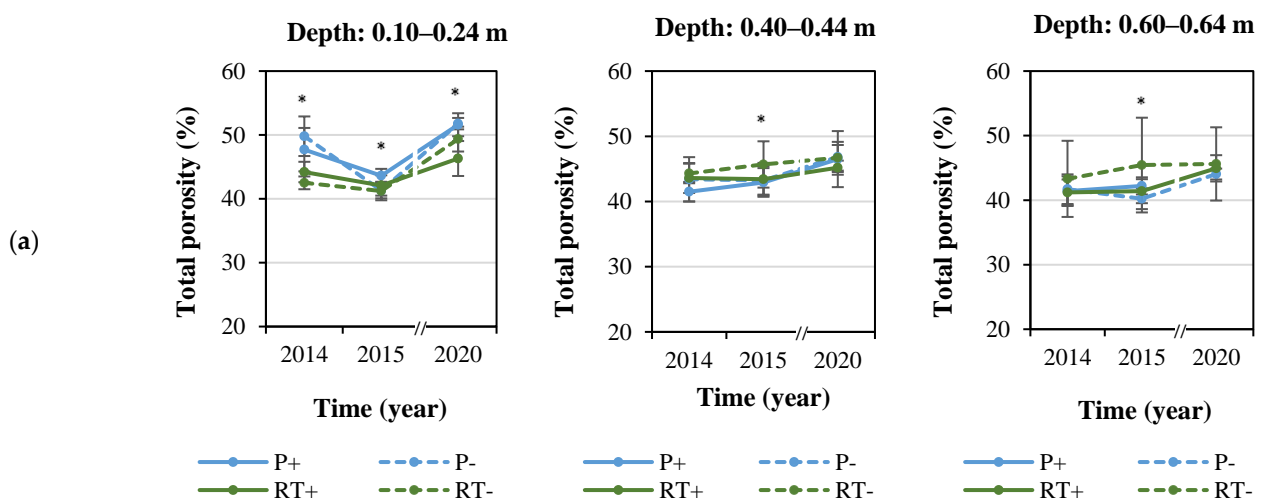 Depth: 0.10–0.24 m
Depth: 0.40–0.44 m
Depth: 0.60–0.64 m
(a)
Total porosity (%)
60
50
40
30
20
*
*
*
//
2014
2015
2020
Time (year)
Total porosity (%)
60
50
40
30
20
*
//
2014
2015
2020
Time (year)
Total porosity (%)
60
50
40
30
20
*
//
2014
2015
2020
Time (year)
P+ P-
RT+ RT-
P+ P-
RT+ RT-
P+ P-
RT+ RT-